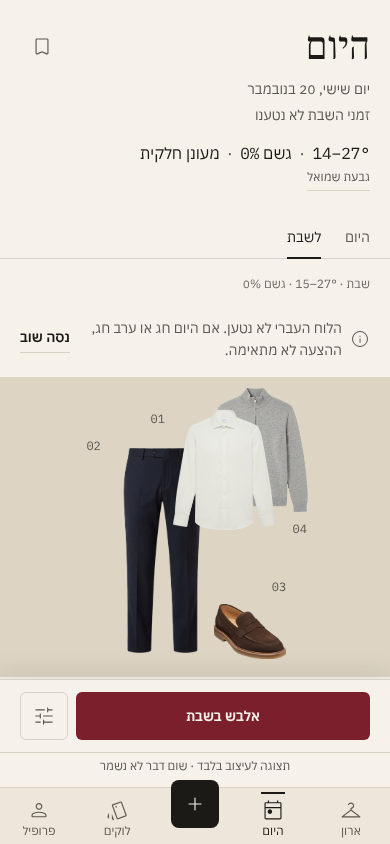 היום
יום שישי, 20 בנובמבר
זמני השבת לא נטענו
14–27° · גשם 0% · מעונן חלקית
גבעת שמואל
היום
לשבת
שבת · 15–27° · גשם 0%
הלוח העברי לא נטען. אם היום חג או ערב חג,
ההצעה לא מתאימה.
נסה שוב
01
02
04
03
אלבש בשבת
תצוגה לעיצוב בלבד · שום דבר לא נשמר
ארון
היום
לוקים
פרופיל